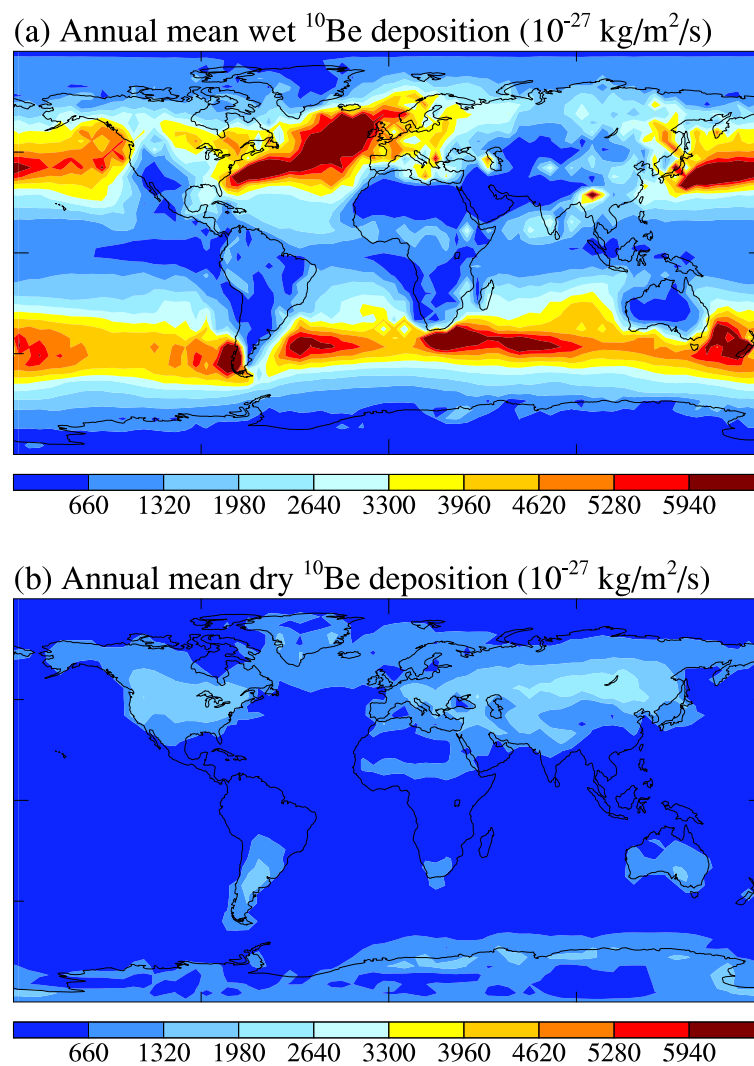 (a) Annual mean wet ¹⁰Be deposition (10⁻²⁷ kg/m²/s)
660 1320 1980 2640 3300 3960 4620 5280 5940
(b) Annual mean dry ¹⁰Be deposition (10⁻²⁷ kg/m²/s)
660 1320 1980 2640 3300 3960 4620 5280 5940